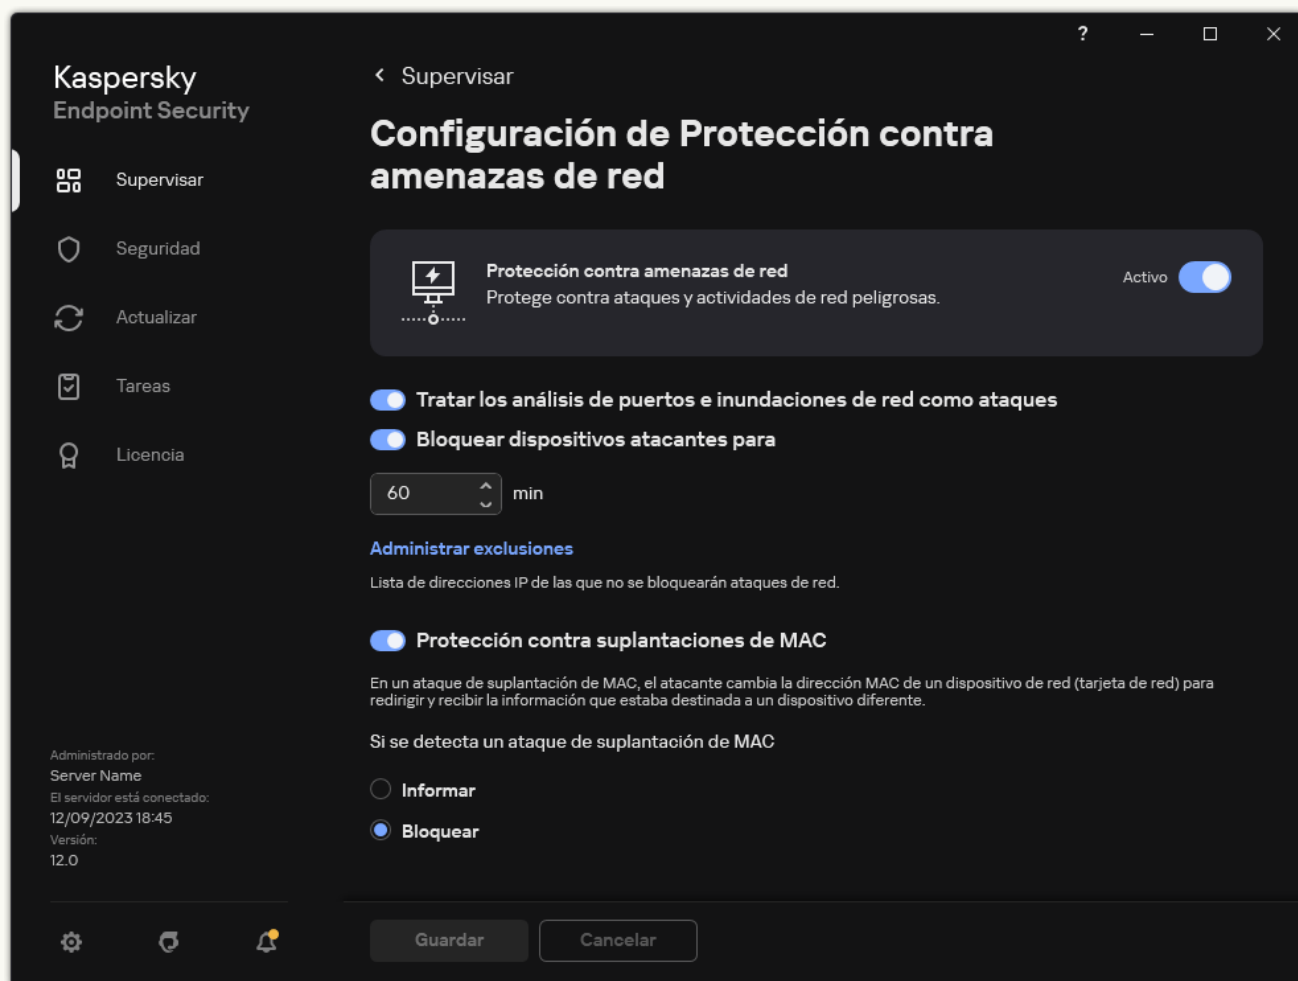 ?
Kaspersky
Endpoint Security
Supervisar
Seguridad
Actualizar
Tareas
Licencia
Administrado por:
Server Name
El servidor está conectado:
12/09/2023 18:45
Versión:
12.0
Supervisar
Configuración de Protección contra
amenazas de red
Protección contra amenazas de red
Protege contra ataques y actividades de red peligrosas.
Activo
Tratar los análisis de puertos e inundaciones de red como ataques
Bloquear dispositivos atacantes para
60 min
Administrar exclusiones
Lista de direcciones IP de las que no se bloquearán ataques de red.
Protección contra suplantaciones de MAC
En un ataque de suplantación de MAC, el atacante cambia la dirección MAC de un dispositivo de red (tarjeta de red) para
redirigir y recibir la información que estaba destinada a un dispositivo diferente.
Si se detecta un ataque de suplantación de MAC
Informar
Bloquear
Guardar
Cancelar